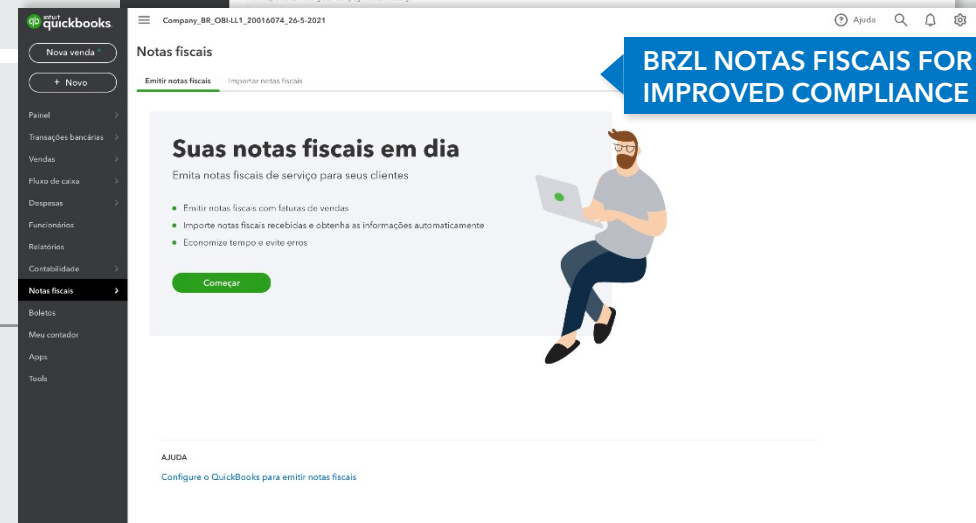 intuit
quickbooks.
Company_BR_OBI-LL1_20016074_26-5-2021
Ajuda
Nova venda
+ Novo
Painel
Transações bancárias
Vendas
Fluxo de caixa
Despesas
Funcionários
Relatórios
Contabilidade
Notas fiscais
Boletos
Meu contador
Apps
Tools
Notas fiscais
Emitir notas fiscais Importar notas fiscais
BRZL NOTAS FISCAIS FOR
IMPROVED COMPLIANCE
Suas notas fiscais em dia
Emita notas fiscais de serviço para seus clientes
• Emitir notas fiscais com faturas de vendas
• Importe notas fiscais recebidas e obtenha as informações automaticamente
• Economize tempo e evite erros
Começar
AJUDA
Configure o QuickBooks para emitir notas fiscais